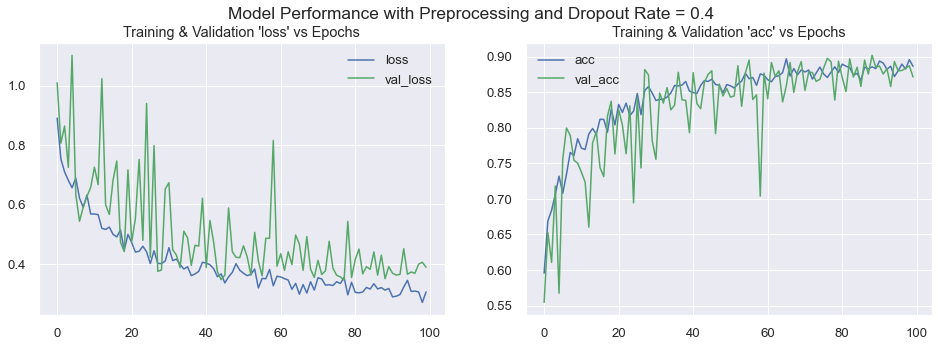 Model Performance with Preprocessing and Dropout Rate = 0.4
Training & Validation 'loss' vs Epochs
loss
val_loss
1.0
0.8
0.6
0.4
0 20 40 60 80 100
Training & Validation 'acc' vs Epochs
acc
val_acc
0.90
0.85
0.80
0.75
0.70
0.65
0.60
0.55
0 20 40 60 80 100